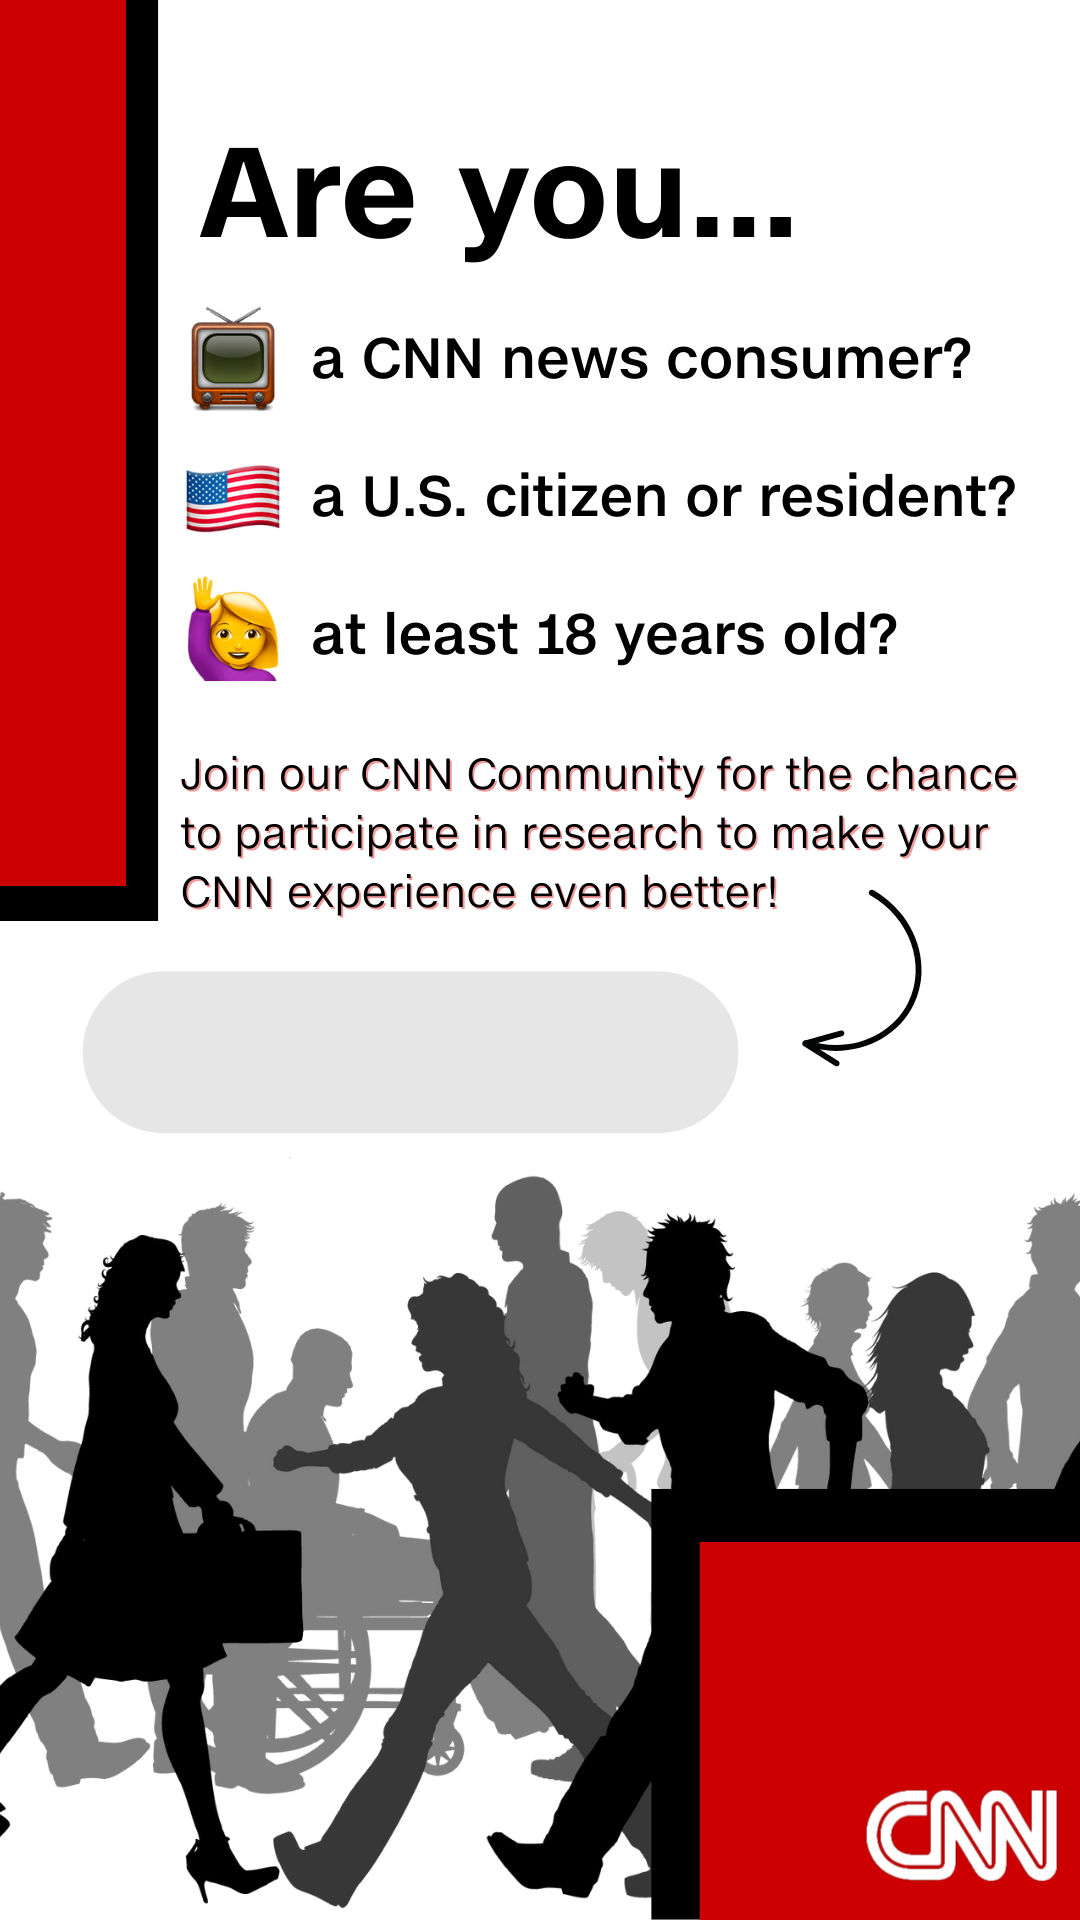 Are you...
a CNN news consumer?
a U.S. citizen or resident?
at least 18 years old?
Join our CNN Community for the chance
to participate in research to make your
CNN experience even better!
CNN